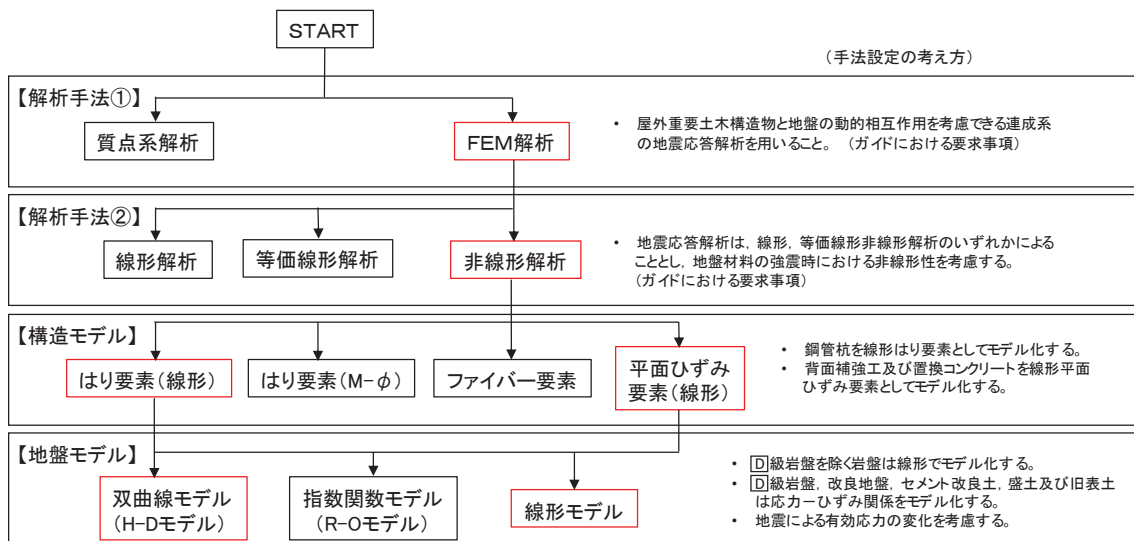 START
(手法設定の考え方)
【解析手法①】
質点系解析
FEM解析
・ 屋外重要土木構造物と地盤の動的相互作用を考慮できる連成系
の地震応答解析を用いること。 (ガイドにおける要求事項)
【解析手法②】
線形解析
等価線形解析
非線形解析
・ 地震応答解析は,線形,等価線形非線形解析のいずれかによる
こととし,地盤材料の強震時における非線形性を考慮する。
(ガイドにおける要求事項)
【構造モデル】
はり要素(線形)
はり要素(M-φ)
ファイバー要素
平面ひずみ
要素(線形)
・ 鋼管杭を線形はり要素としてモデル化する。
・ 背面補強工及び置換コンクリートを線形平面
ひずみ要素としてモデル化する。
【地盤モデル】
双曲線モデル
(H-Dモデル)
指数関数モデル
(R-Oモデル)
線形モデル
・ D級岩盤を除く岩盤は線形でモデル化する。
・ D級岩盤,改良地盤,セメント改良土,盛土及び旧表土
は応力ーひずみ関係をモデル化する。
・ 地震による有効応力の変化を考慮する。